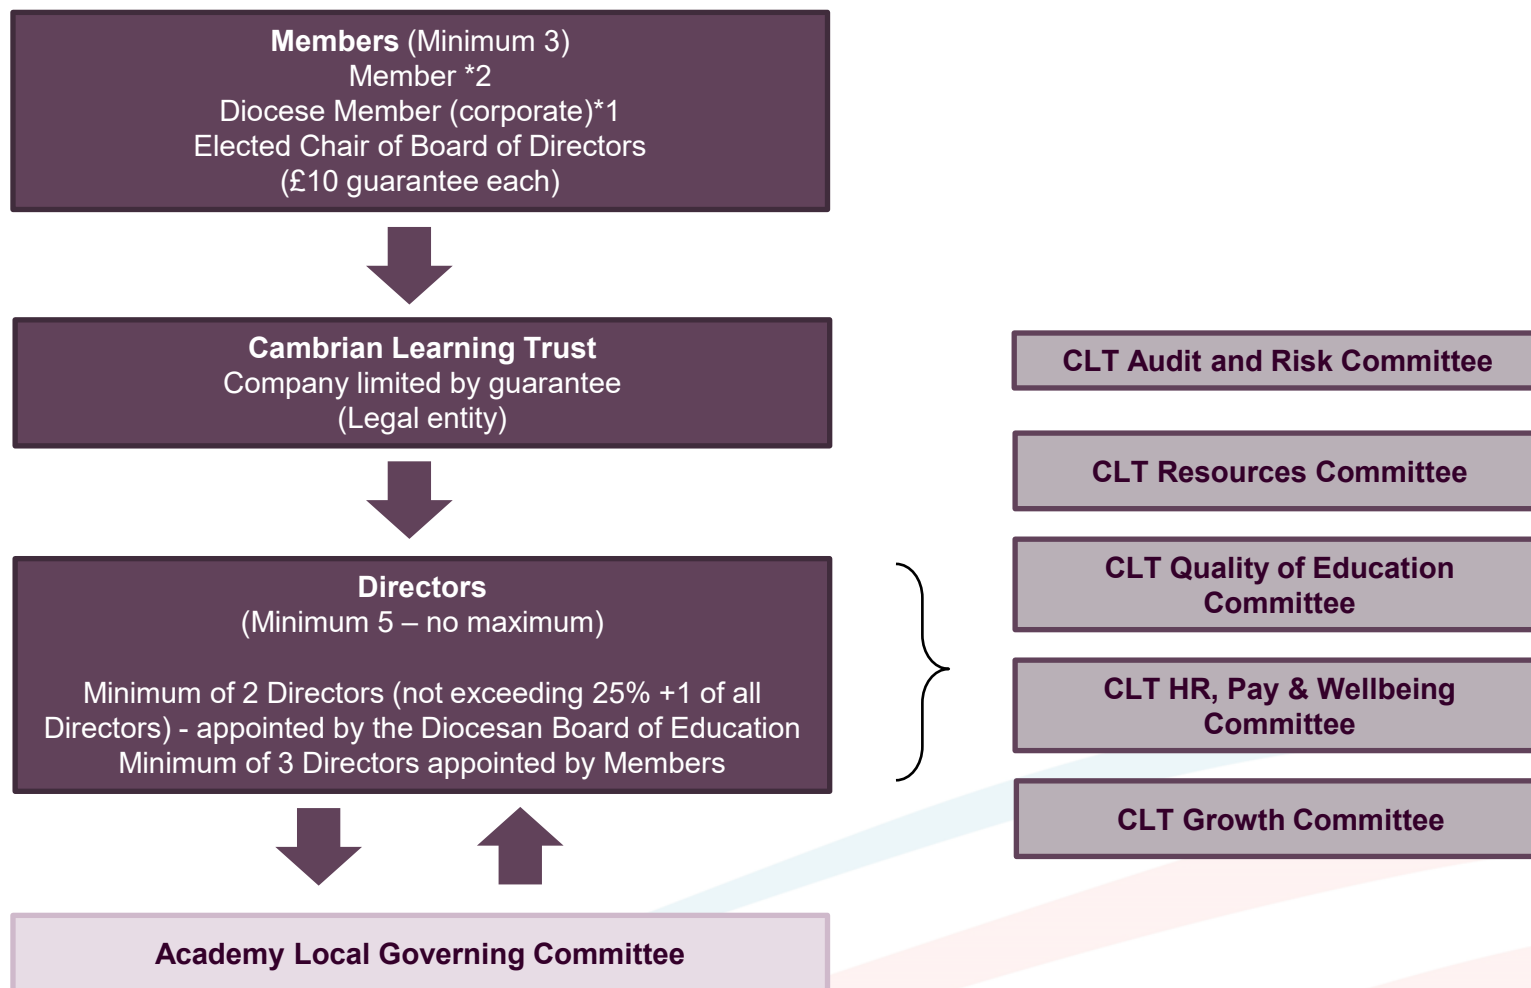 Members (Minimum 3)
Member *2
Diocese Member (corporate)*1
Elected Chair of Board of Directors
(£10 guarantee each)
Cambrian Learning Trust
Company limited by guarantee
(Legal entity)
Directors
(Minimum 5 – no maximum)
Minimum of 2 Directors (not exceeding 25% +1 of all
Directors) - appointed by the Diocesan Board of Education
Minimum of 3 Directors appointed by Members
Academy Local Governing Committee
CLT Audit and Risk Committee
CLT Resources Committee
CLT Quality of Education
Committee
CLT HR, Pay & Wellbeing
Committee
CLT Growth Committee